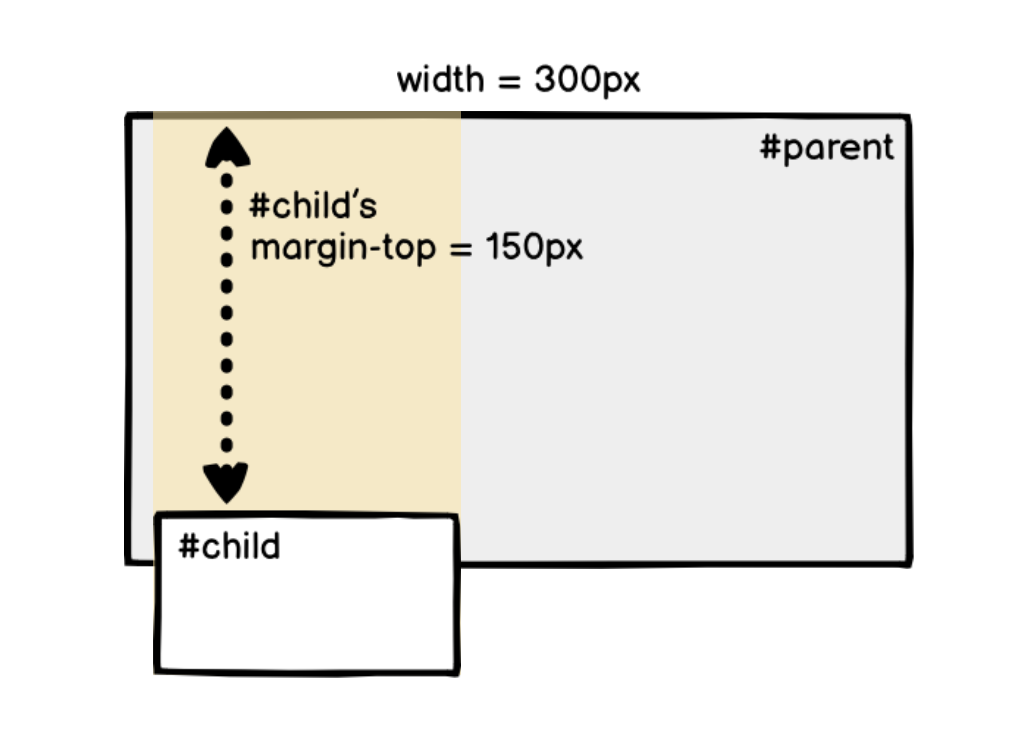 width = 300px
#parent
#child's
margin-top = 150px
#child